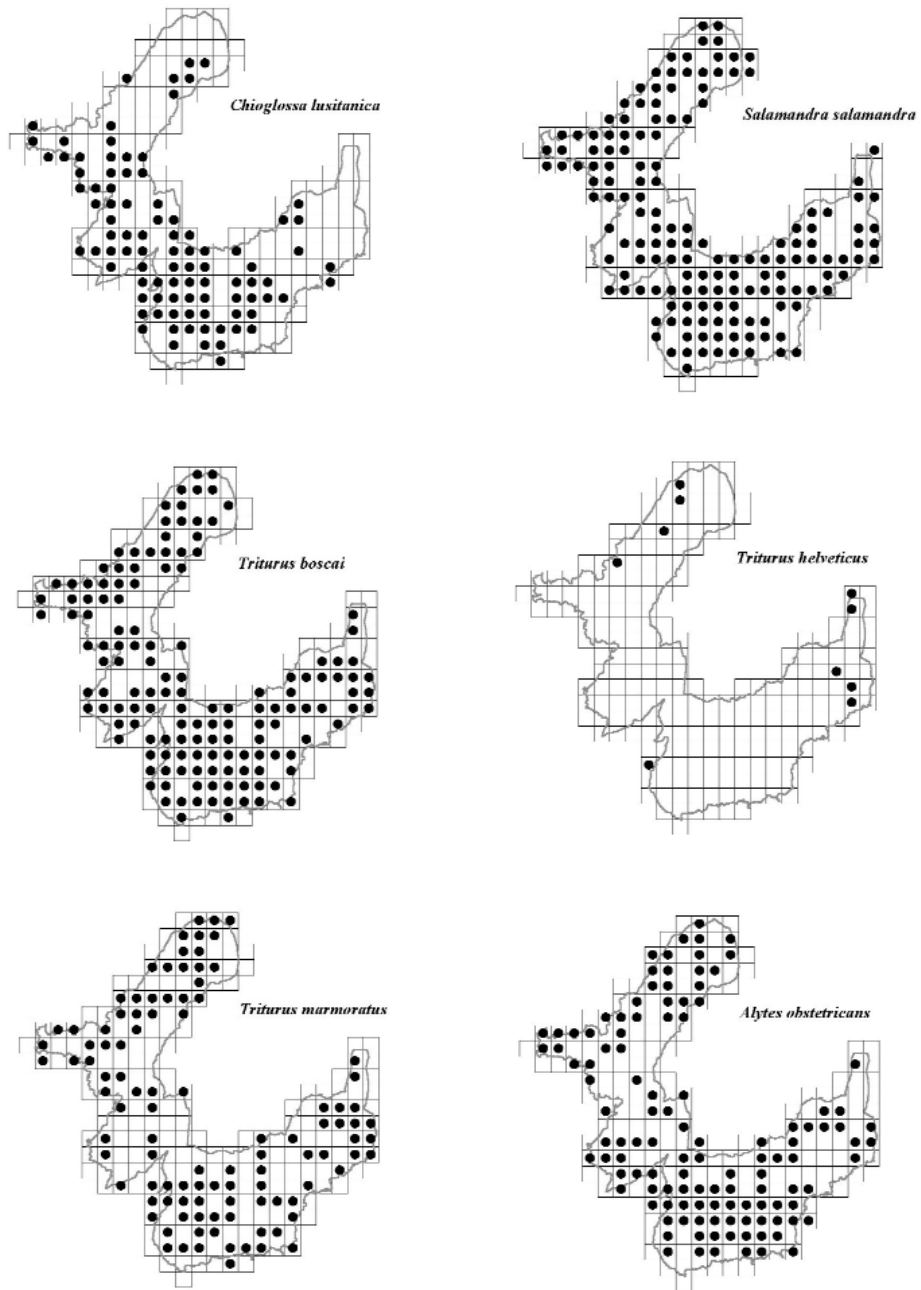 Chioglossa lusitanica
Salamandra salamandra
Triturus boscai
Triturus helveticus
Triturus marmoratus
Alytes obstetricans